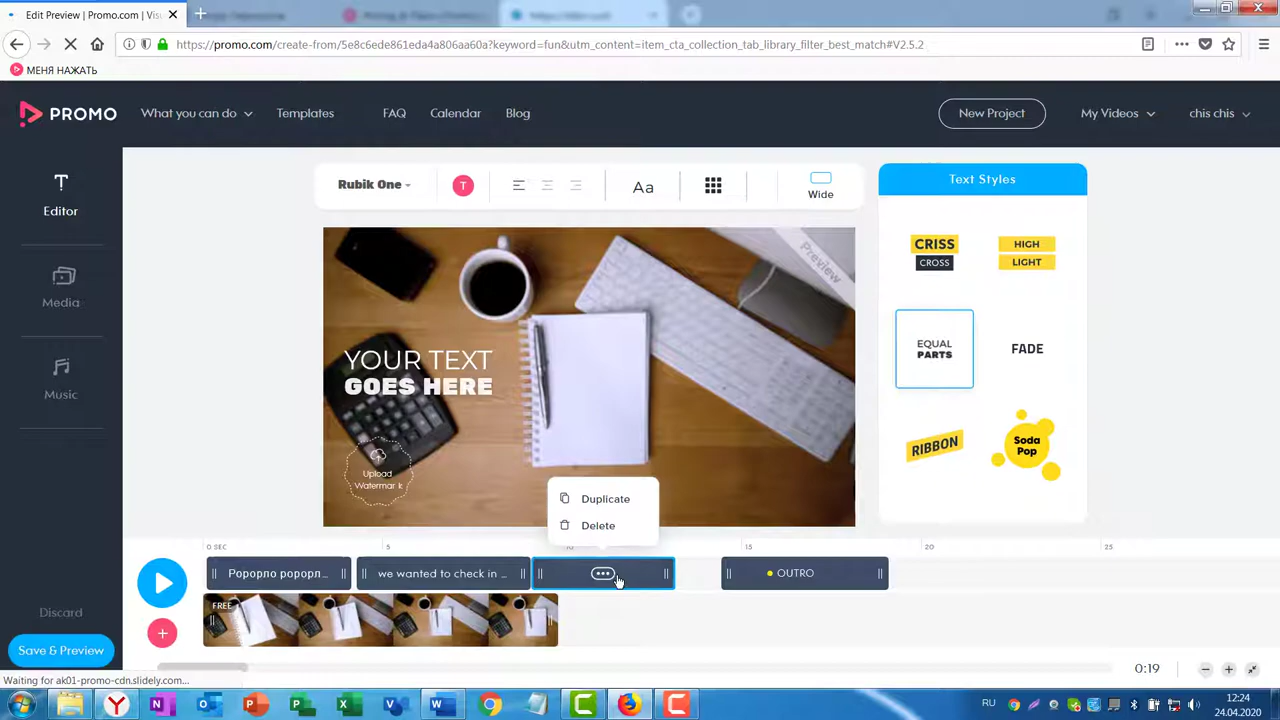 Edit Preview | Promo.com | Vis
https://promo.com/create-from/5e8c6ede861eda4a806aa60a?keyword=fun&utm_content=item_cta_collection_tab_library_filter_best_match#V2.5.2
МЕНЯ НАЖАТЬ
PROMO
What you can do
Templates
FAQ
Calendar
Blog
New Project
My Videos
chis chis
Editor
Media
Music
Discard
Save & Preview
Rubik One
T
Aa
Wide
Preview
YOUR TEXT
GOES HERE
Upload
Watermar k
Text Styles
CRISS
CROSS
HIGH
LIGHT
EQUAL
PARTS
FADE
RIBBON
Soda
Pop
Duplicate
Delete
0 SEC
5
10
15
20
25
Ророрлоророрл...
we wanted to check in ...
OUTRO
FREE
0:19
Waiting for ak01-promo-cdn.slidely.com...
RU
12:24
24.04.2020